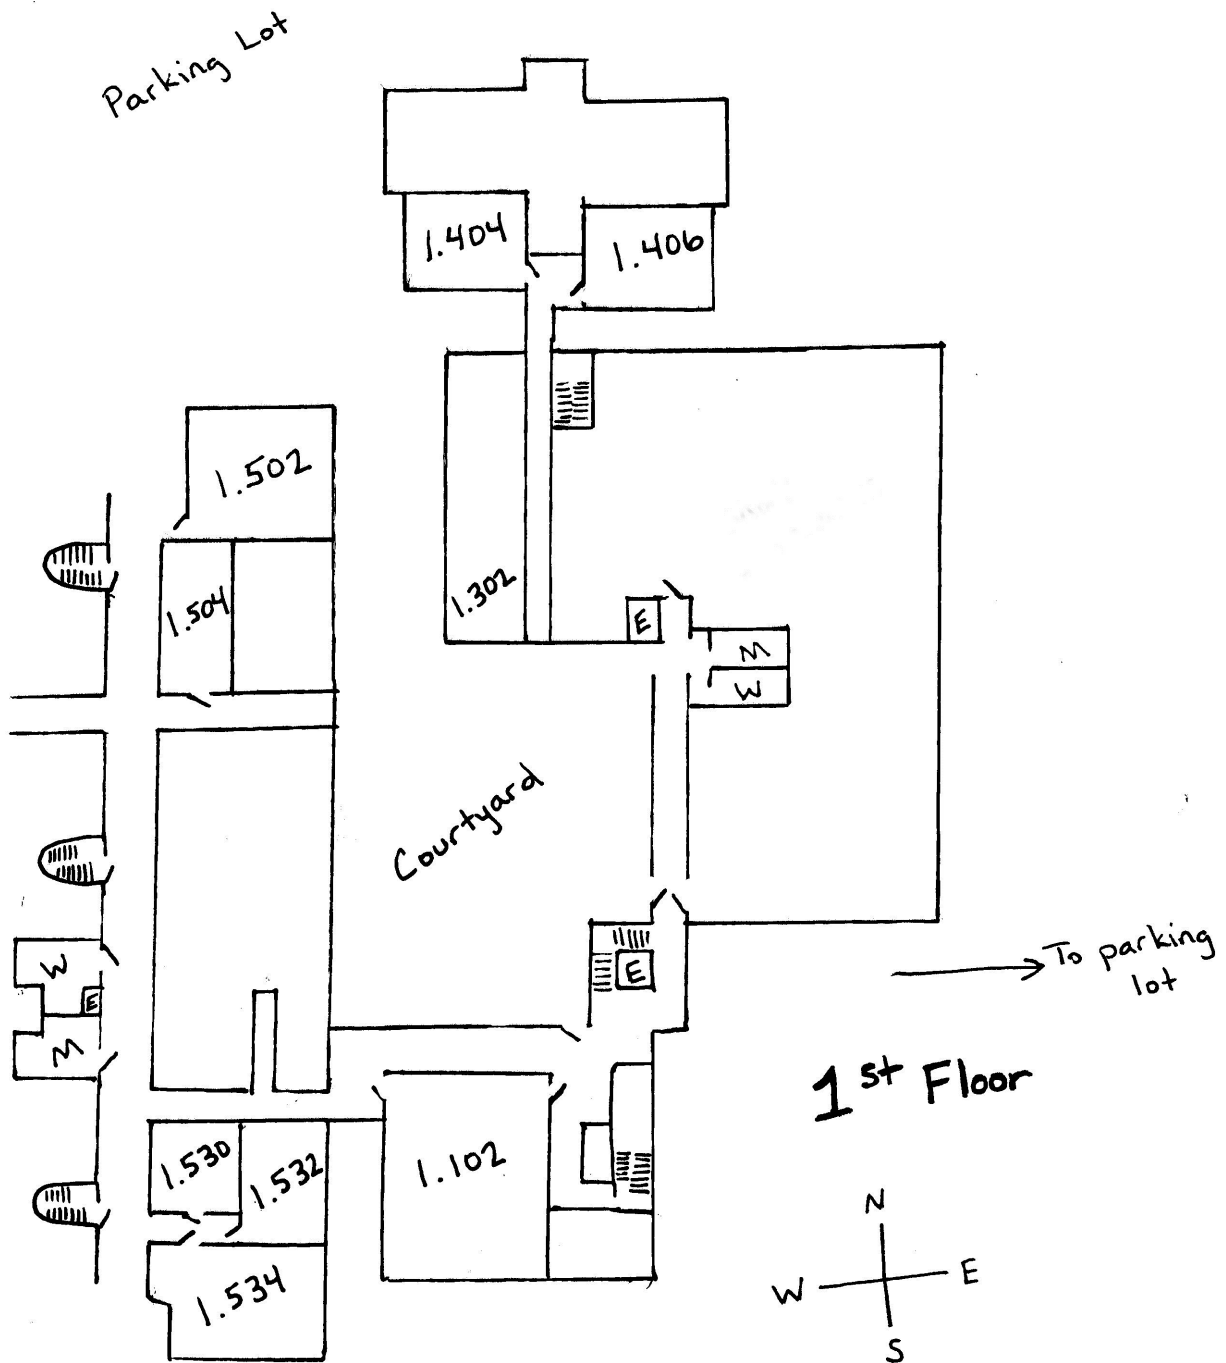 Parking Lot
1.404
1.406
1.502
1.504
1.302
E
M
W
Courtyard
W
E
M
E
To parking
lot
1st Floor
1.530
1.532
1.102
1.534
N
W
E
S